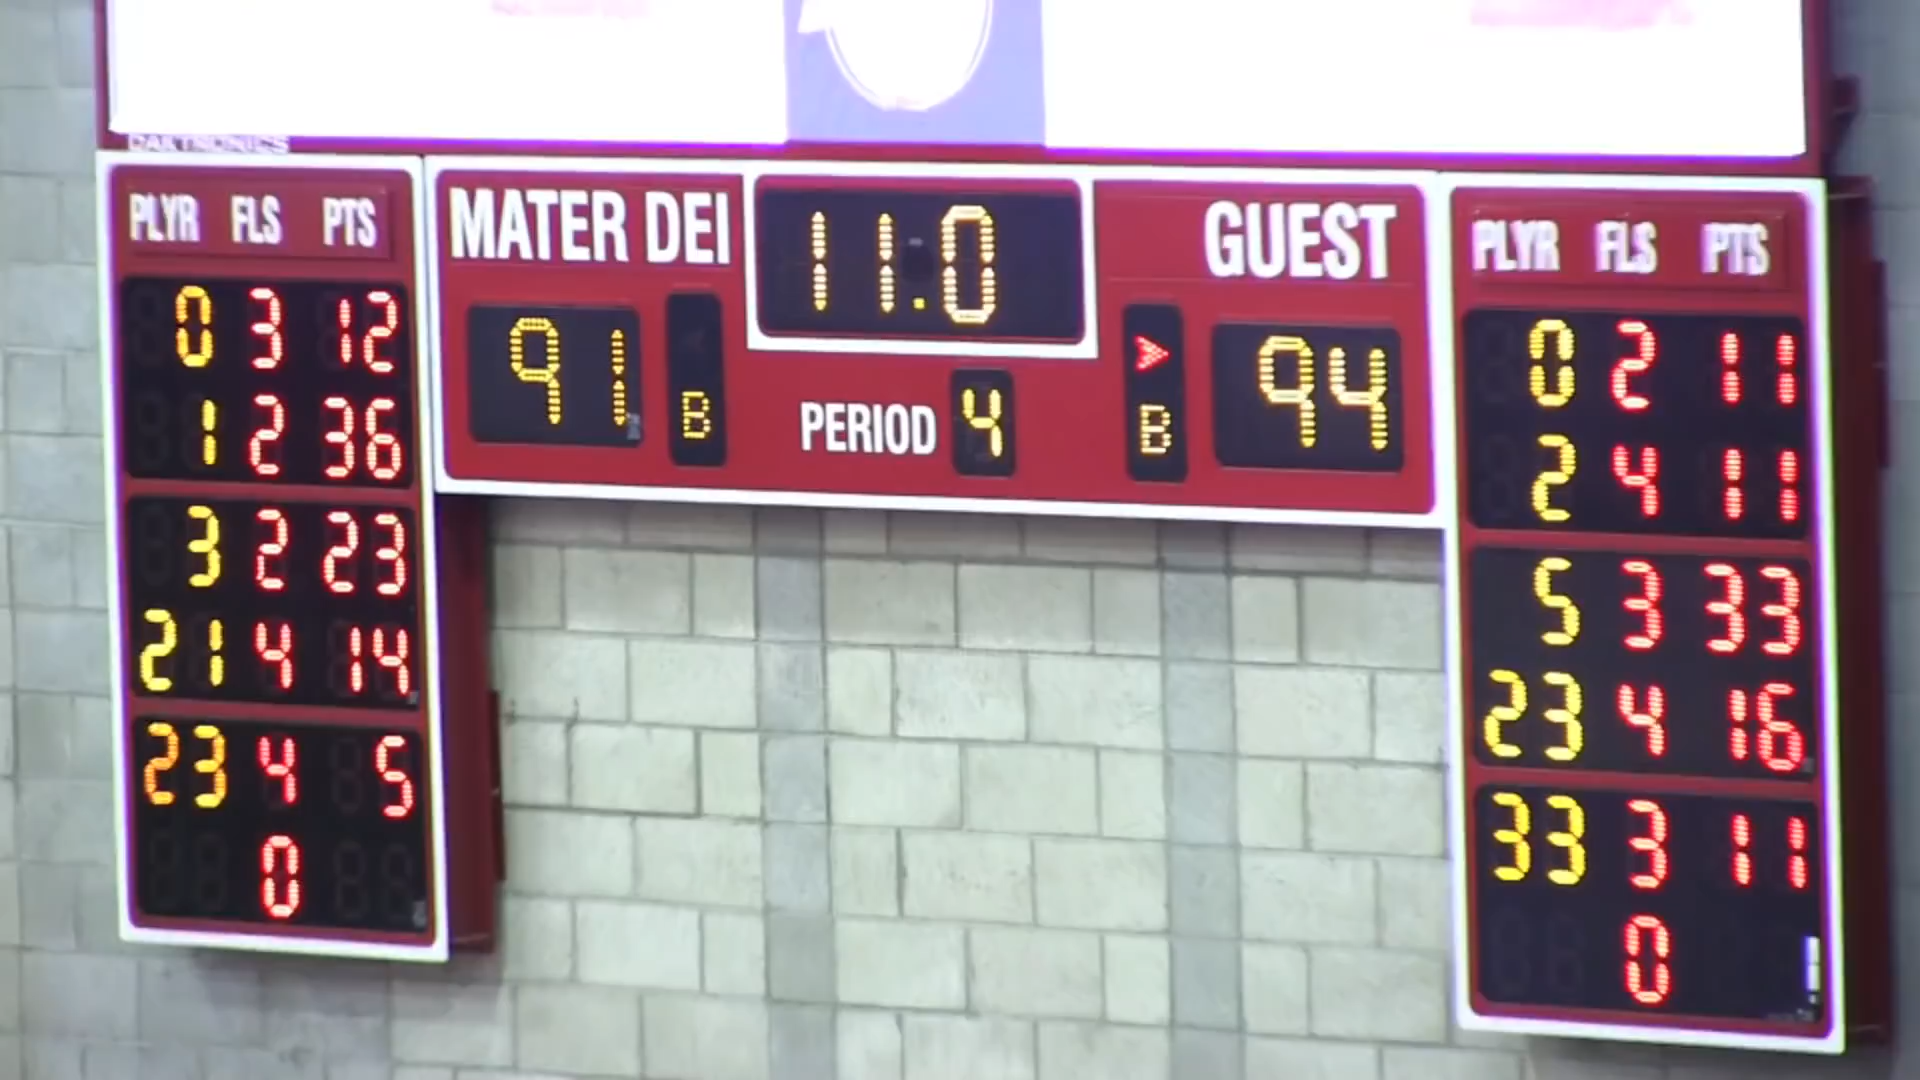 DAKTRONICS
PLYR FLS PTS
0 3 12
1 2 36
3 2 23
21 4 14
23 4 5
0
MATER DEI 11.0 GUEST
91 B PERIOD 4 B 94
PLYR FLS PTS
0 2 11
2 4 11
5 3 33
23 4 16
33 3 11
0